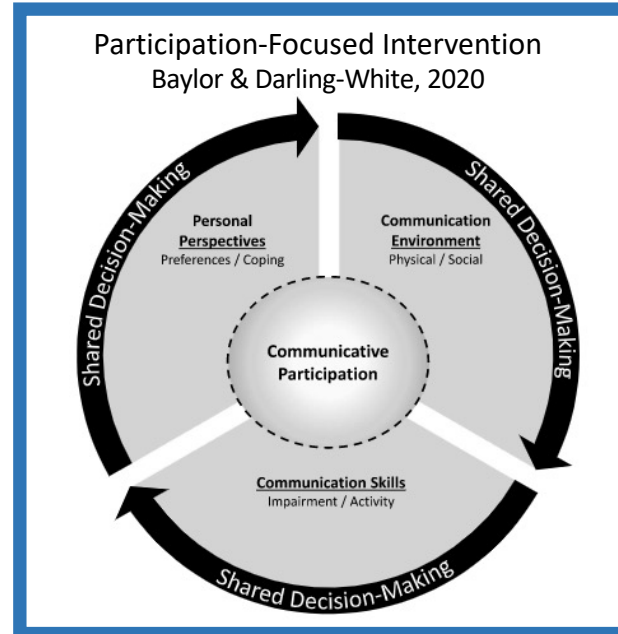 Participation-Focused Intervention
Baylor & Darling-White, 2020
Shared Decision-Making
Shared Decision-Making
Personal
Perspectives
Preferences / Coping
Communication
Environment
Physical / Social
Communicative
Participation
Communication Skills
Impairment / Activity
Shared Decision-Making